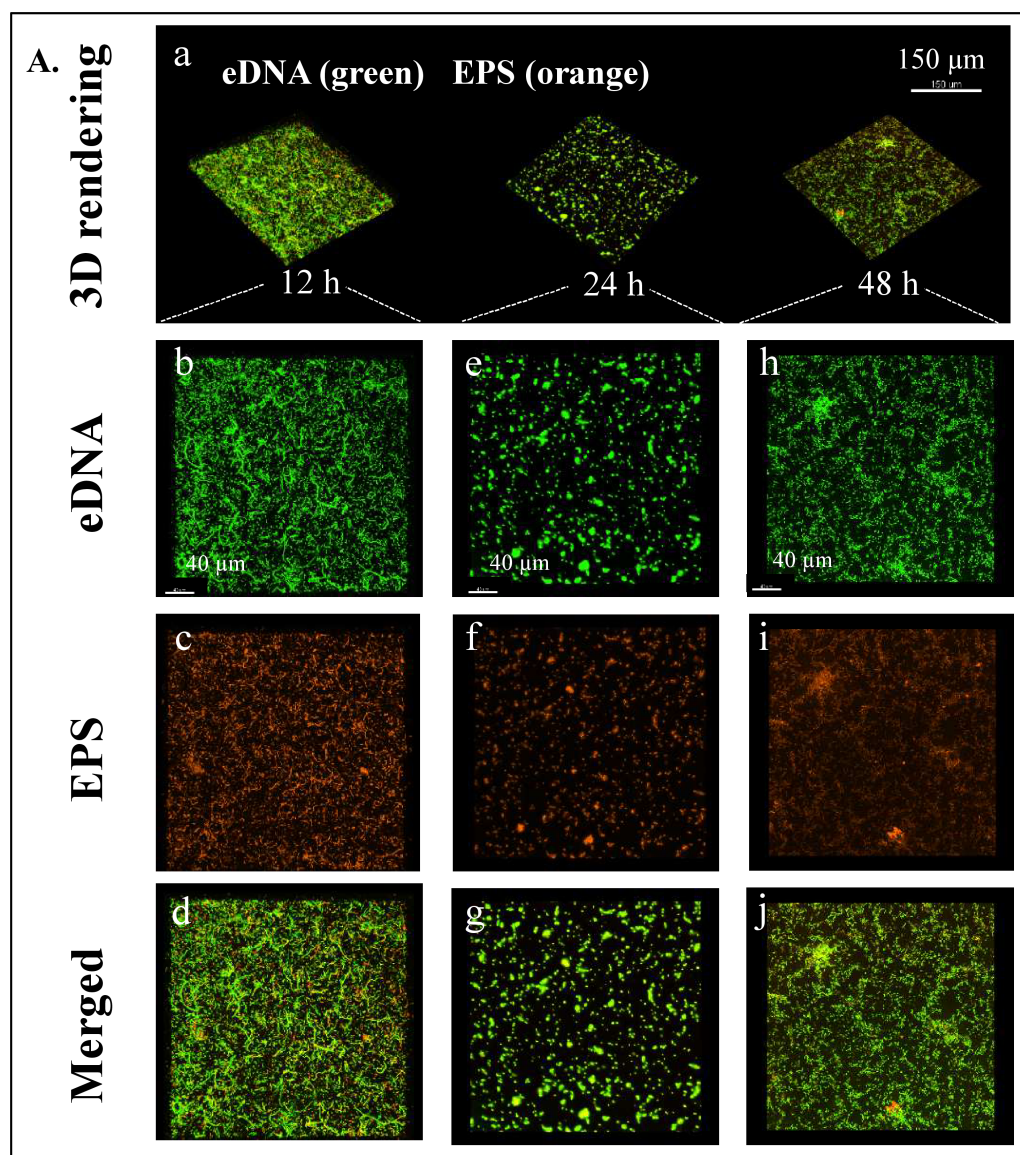 A.
3D rendering
a
eDNA (green) EPS (orange)
150 µm
150 um
12 h
24 h
48 h
eDNA
b
40 µm
e
40 µm
h
40 µm
EPS
c
f
i
Merged
d
g
j